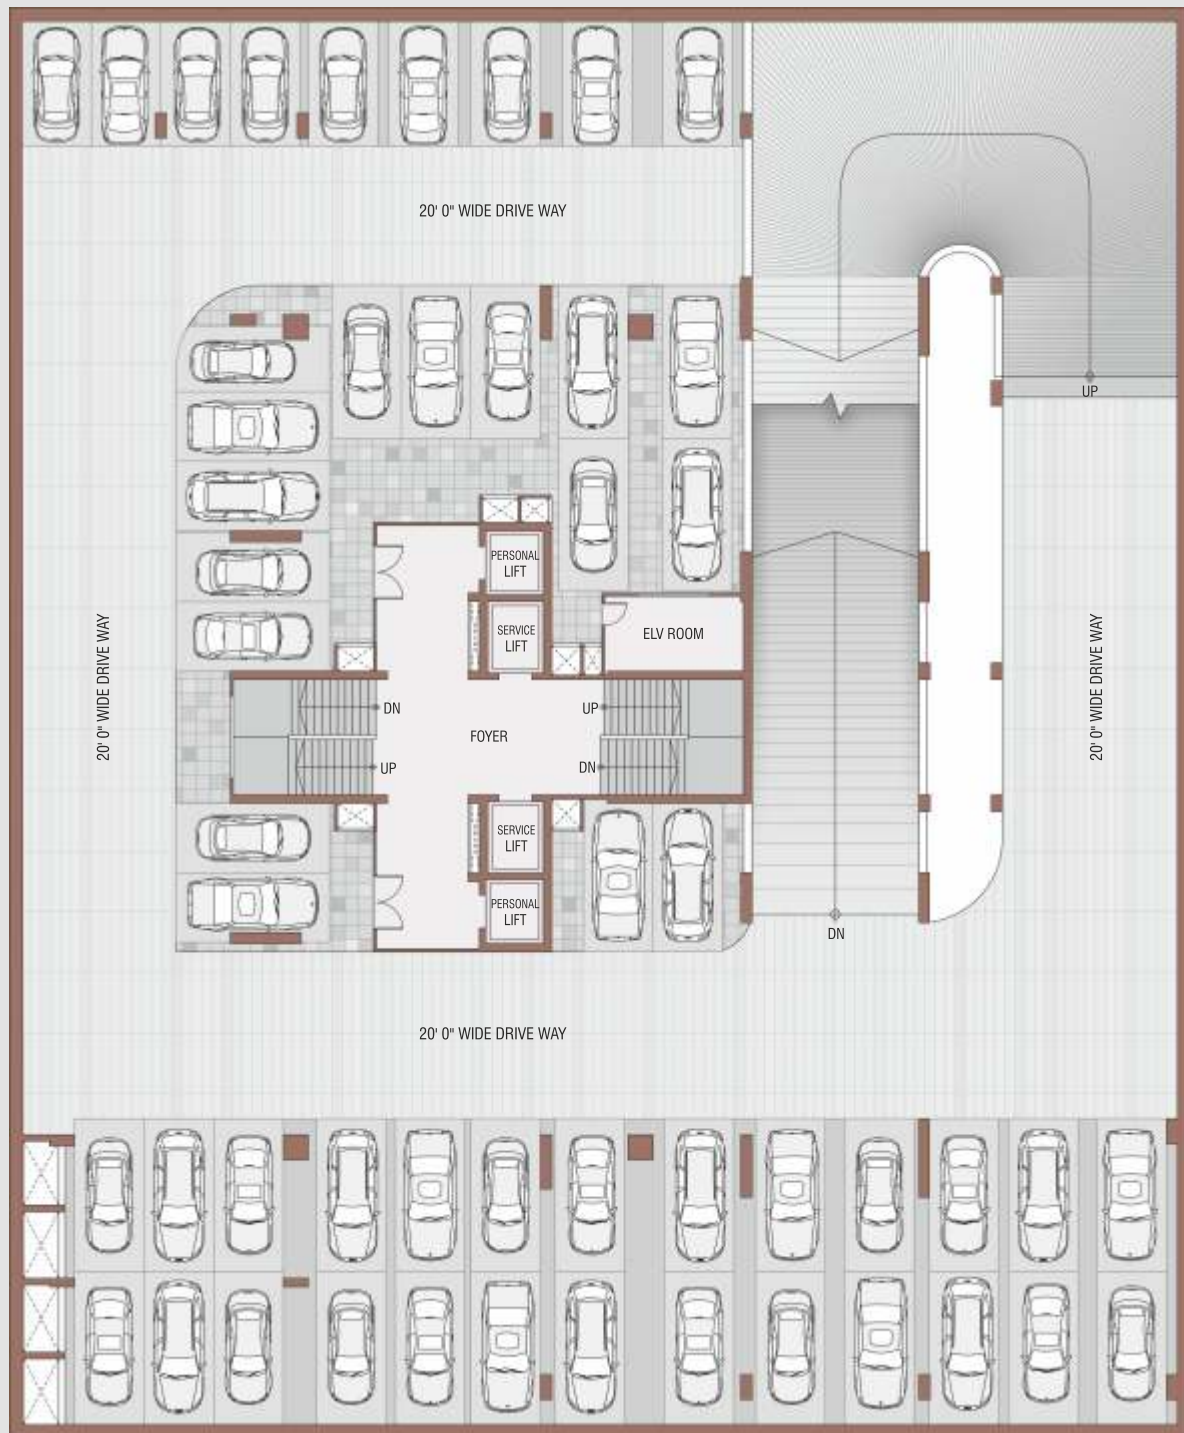 20' 0" WIDE DRIVE WAY
UP
PERSONAL
LIFT
SERVICE
LIFT
ELV ROOM
20' 0" WIDE DRIVE WAY
20' 0" WIDE DRIVE WAY
DN
UP
FOYER
UP
DN
SERVICE
LIFT
PERSONAL
LIFT
DN
20' 0" WIDE DRIVE WAY